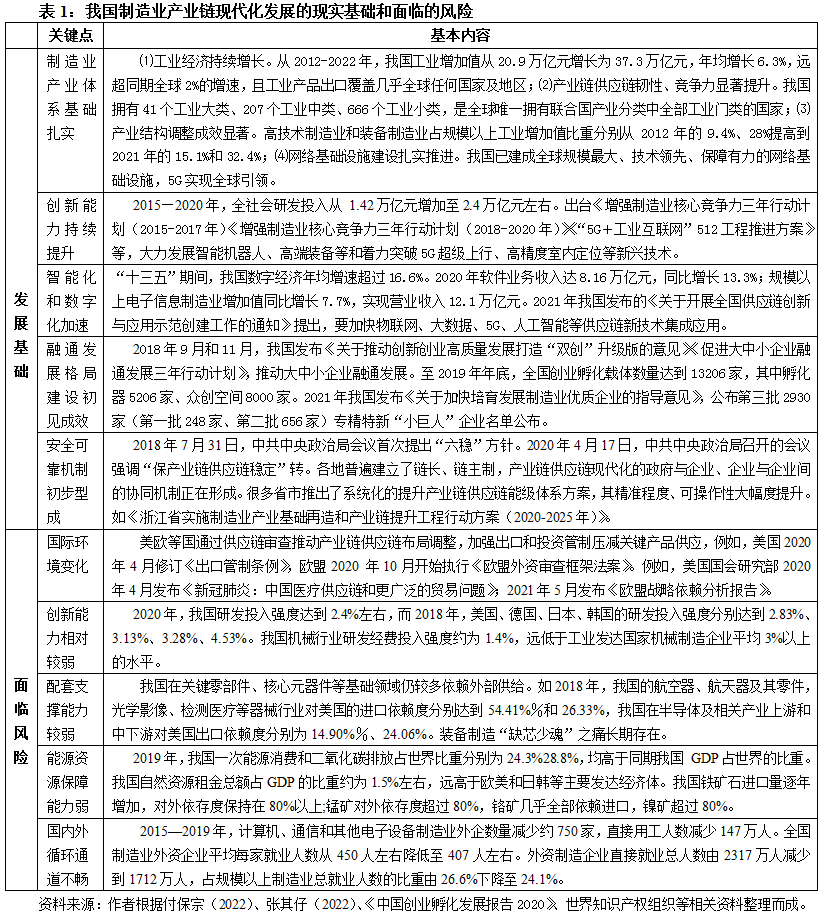 表 1：我国制造业产业链现代化发展的现实基础和面临的风险
关键点 基本内容
发展基础
制造业产业体系基础扎实
⑴工业经济持续增长。从 2012-2022 年，我国工业增加值从 20.9 万亿元增长为 37.3 万亿元，年均增长 6.3%，远
超同期全球 2%的增速，且工业产品出口覆盖几乎全球任何国家及地区；⑵产业链供应链韧性、竞争力显著提升。我国
拥有 41 个工业大类、207 个工业中类、666 个工业小类，是全球唯一拥有联合国产业分类中全部工业门类的国家；⑶
产业结构调整成效显著。高技术制造业和装备制造业占规模以上工业增加值比重分别从 2012 年的 9.4%、28%提高到
2021 年的 15.1%和 32.4%；⑷网络基础设施建设扎实推进。我国已建成全球规模最大、技术领先、保障有力的网络基
础设施，5G 实现全球引领。
创新能力持续提升
2015—2020 年，全社会研发投入从 1.42 万亿元增加至 2.4 万亿元左右。出台《增强制造业核心竞争力三年行动计
划（2015-2017 年）《增强制造业核心竞争力三年行动计划（2018-2020 年）》《“5G＋工业互联网”512 工程推进方案》
等，大力发展智能机器人、高端装备等和着力突破 5G 超级上行、高精度室内定位等新兴技术。
智能化和数字化加速
“十三五”期间，我国数字经济年均增速超过 16.6%。2020 年软件业务收入达 8.16 万亿元，同比增长 13.3%；规模以
上电子信息制造业增加值同比增长 7.7%，实现营业收入 12.1 万亿元。2021 年我国发布的《关于开展全国供应链创新
与应用示范创建工作的通知》提出，要加快物联网、大数据、5G、人工智能等供应链新技术集成应用。
融通发展格局建设初见成效
2018 年 9 月和 11 月，我国发布《关于推动创新创业高质量发展打造“双创”升级版的意见》《促进大中小企业融
通发展三年行动计划》，推动大中小企业融通发展。至 2019 年年底，全国创业孵化载体数量达到 13206 家，其中孵化
器 5206 家、众创空间 8000 家。2021 年我国发布《关于加快培育发展制造业优质企业的指导意见》，公布第三批 2930
家（第一批 248 家、第二批 656 家）专精特新“小巨人”企业名单公布。
安全可靠机制初步型成
2018 年 7 月 31 日，中共中央政治局会议首次提出“六稳”方针。2020 年 4 月 17 日，中共中央政治局召开的会议
强调“保产业链供应链稳定”转。各地普遍建立了链长、链主制，产业链供应链现代化的政府与企业、企业与企业间
的协同机制正在形成。很多省市推出了系统化的提升产业链供应链能级体系方案，其精准程度、可操作性大幅度提升。
如《浙江省实施制造业产业基础再造和产业链提升工程行动方案（2020-2025 年）》。
面临风险
国际环境变化
美欧等国通过供应链审查推动产业链供应链布局调整，加强出口和投资管制压减关键产品供应，例如，美国 2020
年 4 月修订《出口管制条例》，欧盟 2020 年 10 月开始执行《欧盟外资审查框架法案》。例如，美国国会研究部 2020
年 4 月发布《新冠肺炎：中国医疗供应链和更广泛的贸易问题》；2021 年 5 月发布《欧盟战略依赖分析报告》。
创新能力相对较弱
2020 年，我国研发投入强度达到 2.4%左右，而 2018 年，美国、德国、日本、韩国的研发投入强度分别达到 2.83%、
3.13%、3.28%、4.53%。我国机械行业研发经费投入强度约为 1.4%，远低于工业发达国家机械制造企业平均 3%以上
的水平。
配套支撑能力较弱
我国在关键零部件、核心元器件等基础领域仍较多依赖外部供给。如 2018 年，我国的航空器、航天器及其零件，
光学影像、检测医疗等器械行业对美国的进口依赖度分别达到 54.41%％和 26.33%，我国在半导体及相关产业上游和
中下游对美国出口依赖度分别为 14.90%％、24.06%。装备制造“缺芯少魂”之痛长期存在。
能源资源保障能力弱
2019 年，我国一次能源消费和二氧化碳排放占世界比重分别为 24.3%28.8%，均高于同期我国 GDP 占世界的比重。
我国自然资源租金总额占 GDP 的比重约为 1.5%左右，远高于欧美和日韩等主要发达经济体。我国铁矿石进口量逐年
增加，对外依存度保持在 80%以上;锰矿对外依存度超过 80%，铬矿几乎全部依赖进口，镍矿超过 80%。
国内外循环通道不畅
2015—2019 年，计算机、通信和其他电子设备制造业外企数量减少约 750 家，直接用工人数减少 147 万人。全国
制造业外资企业平均每家就业人数从 450 人左右降低至 407 人左右。外资制造企业直接就业总人数由 2317 万人减少
到 1712 万人，占规模以上制造业总就业人数的比重由 26.6%下降至 24.1%。
资料来源：作者根据付保宗（2022）、张其仔（2022）、《中国创业孵化发展报告 2020》、世界知识产权组织等相关资料整理而成。